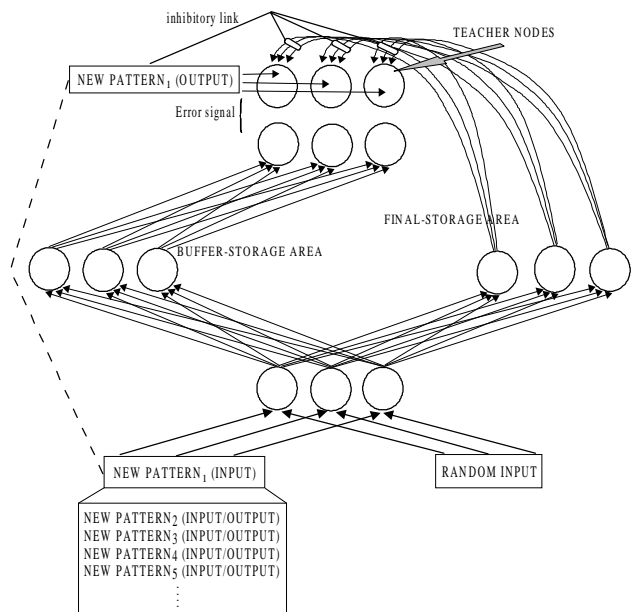 inhibitory link
TEACHER NODES
NEW PATTERN1 (OUTPUT)
Error signal
FINAL-STORAGE AREA
BUFFER-STORAGE AREA
NEW PATTERN1 (INPUT)
RANDOM INPUT
NEW PATTERN2 (INPUT/OUTPUT)
NEW PATTERN3 (INPUT/OUTPUT)
NEW PATTERN4 (INPUT/OUTPUT)
NEW PATTERN5 (INPUT/OUTPUT)